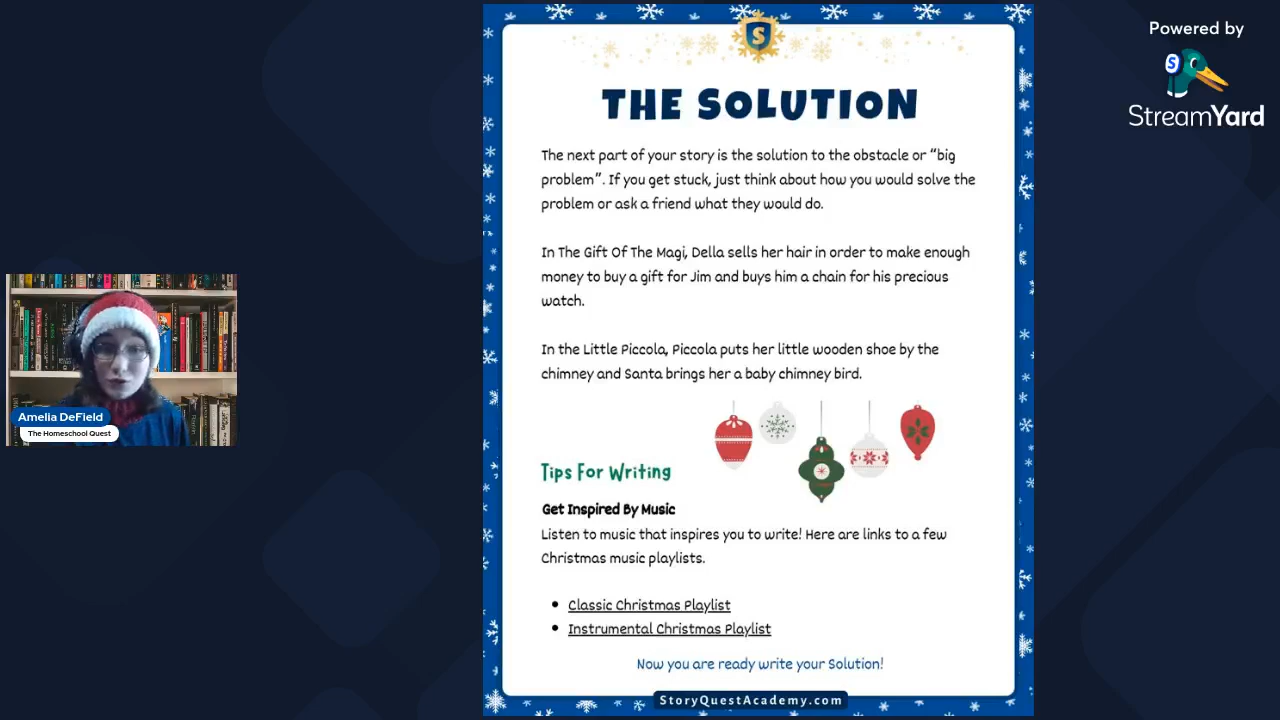 Powered by
StreamYard
S
S
THE SOLUTION
The next part of your story is the solution to the obstacle or “big
problem”. If you get stuck, just think about how you would solve the
problem or ask a friend what they would do.
In The Gift Of The Magi, Della sells her hair in order to make enough
money to buy a gift for Jim and buys him a chain for his precious
watch.
In the Little Piccola, Piccola puts her little wooden shoe by the
chimney and Santa brings her a baby chimney bird.
Tips For Writing
Get Inspired By Music
Listen to music that inspires you to write! Here are links to a few
Christmas music playlists.
• Classic Christmas Playlist
• Instrumental Christmas Playlist
Now you are ready write your Solution!
StoryQuestAcademy.com
Amelia DeField
The Homeschool Quest